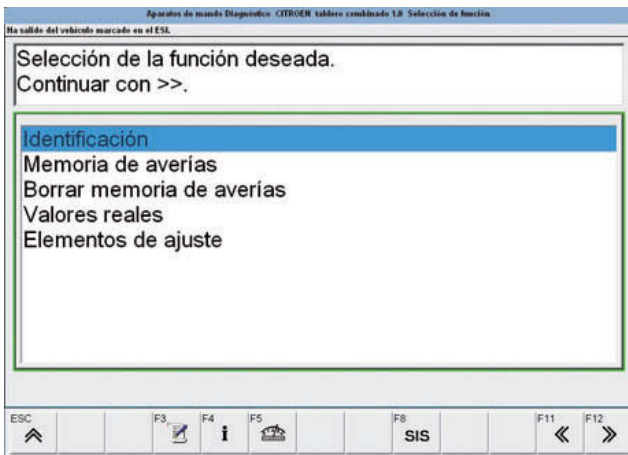 Aparatos de mando Diagnóstico CITROEN tablero combinado 1.0 Selección de función
Ha salido del vehículo marcado en el ESI.
Selección de la función deseada.
Continuar con >>.
Identificación
Memoria de averías
Borrar memoria de averías
Valores reales
Elementos de ajuste
ESC F3 F4 i F5 F8 SIS F11 F12